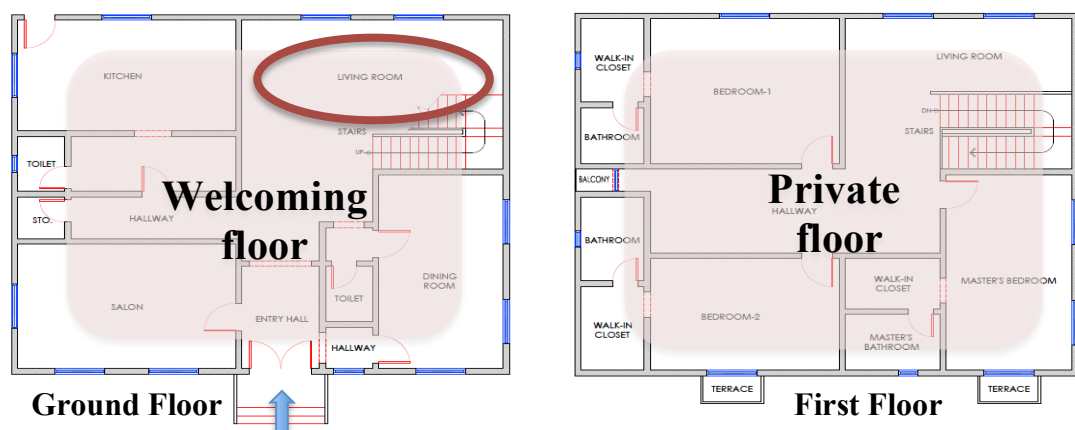 KITCHEN
LIVING ROOM
STAIRS
UP
TOILET
STO.
HALLWAY
Welcoming
floor
SALON
ENTRY HALL
TOILET
DINING
ROOM
HALLWAY
Ground Floor
WALK-IN
CLOSET
BEDROOM-1
LIVING ROOM
DN
STAIRS
BATHROOM
BALCONY
HALLWAY
Private
floor
BATHROOM
WALK-IN
CLOSET
BEDROOM-2
WALK-IN
CLOSET
MASTER'S BEDROOM
MASTER'S
BATHROOM
TERRACE
TERRACE
First Floor